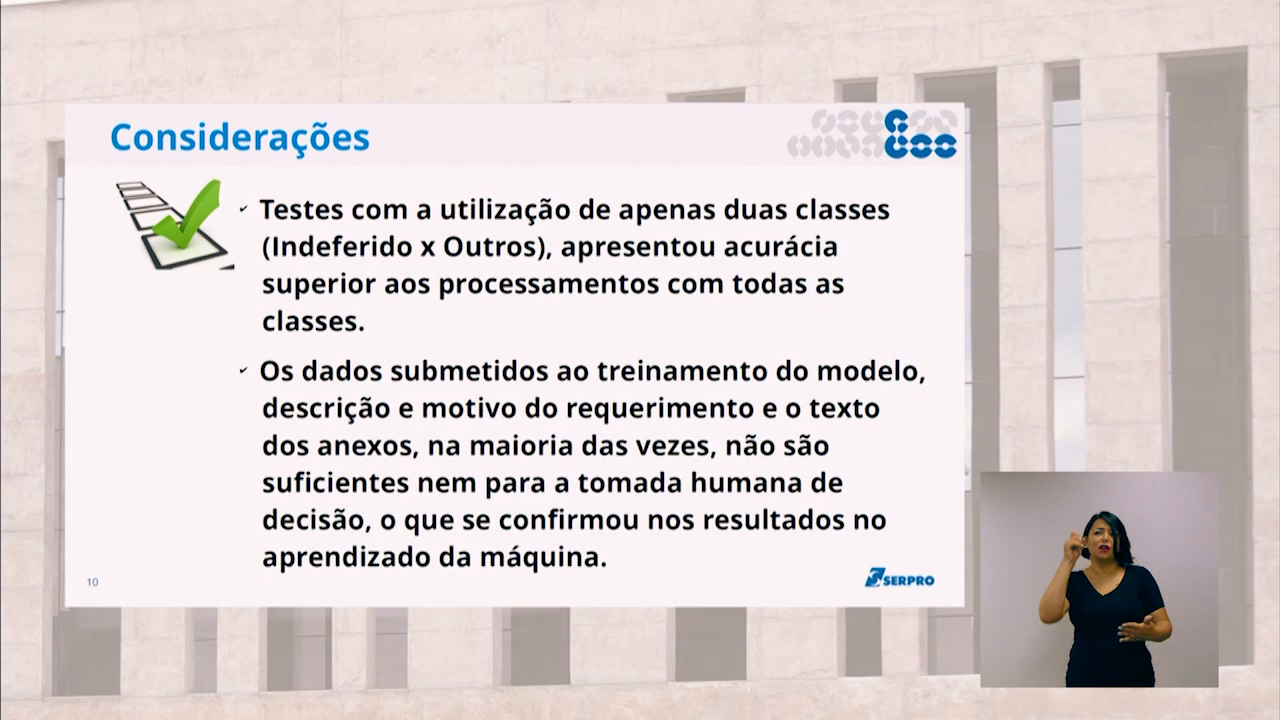 Considerações
Testes com a utilização de apenas duas classes
(Indeferido x Outros), apresentou acurácia
superior aos processamentos com todas as
classes.
Os dados submetidos ao treinamento do modelo,
descrição e motivo do requerimento e o texto
dos anexos, na maioria das vezes, não são
suficientes nem para a tomada humana de
decisão, o que se confirmou nos resultados no
aprendizado da máquina.
10
SERPRO